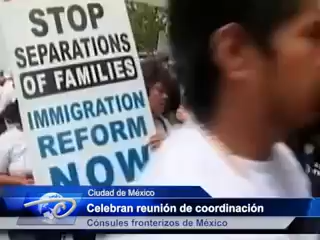 STOP
SEPARATIONS
OF FAMILIES
IMMIGRATION
REFORM
NOW
Ciudad de México
Celebran reunión de coordinación
Cónsules fronterizos de México